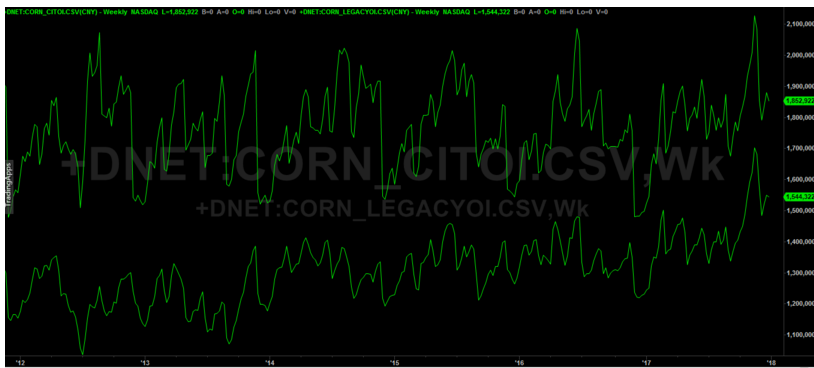 +DNET:CORN_CITOI.CSV(CNY) - Weekly NASDAQ L=1,852,922 B=0 A=0 O=0 Hi=0 Lo=0 V=0 +DNET:CORN_LEGACYOI.CSV(CNY) - Weekly NASDAQ L=1,544,322 B=0 A=0 O=0 Hi=0 Lo=0 V=0
2,100,000
2,000,000
1,900,000
1,852,922
1,800,000
+DNET:CORN_CITOI.CSV,Wk
1,700,000
TradingApps
1,600,000
+DNET:CORN_LEGACYOI.CSV,Wk
1,544,322
1,500,000
1,400,000
1,300,000
1,200,000
1,100,000
'12 '13 '14 '15 '16 '17 '18